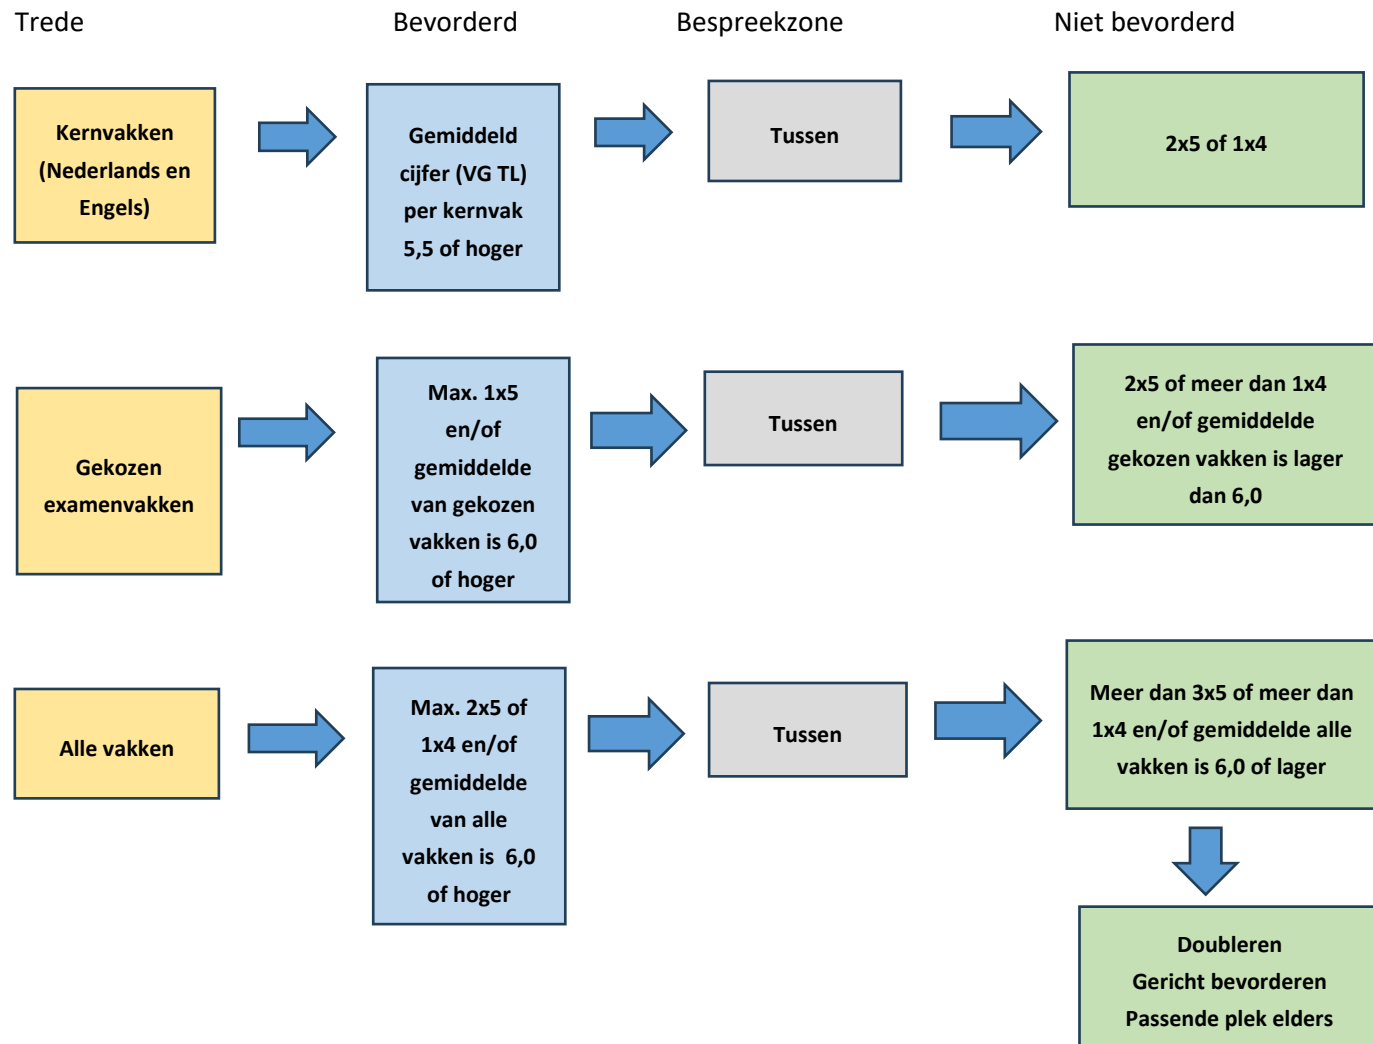 Trede
Bevorderd
Bespreekzone
Niet bevorderd
Kernvakken
(Nederlands en
Engels)
Gemiddeld
cijfer (VG TL)
per kernvak
5,5 of hoger
Tussen
2x5 of 1x4
Gekozen
examenvakken
Max. 1x5
en/of
gemiddelde
van gekozen
vakken is 6,0
of hoger
Tussen
2x5 of meer dan 1x4
en/of gemiddelde
gekozen vakken is lager
dan 6,0
Alle vakken
Max. 2x5 of
1x4 en/of
gemiddelde
van alle
vakken is  6,0
of hoger
Tussen
Meer dan 3x5 of meer dan
1x4 en/of gemiddelde alle
vakken is 6,0 of lager
Doubleren
Gericht bevorderen
Passende plek elders